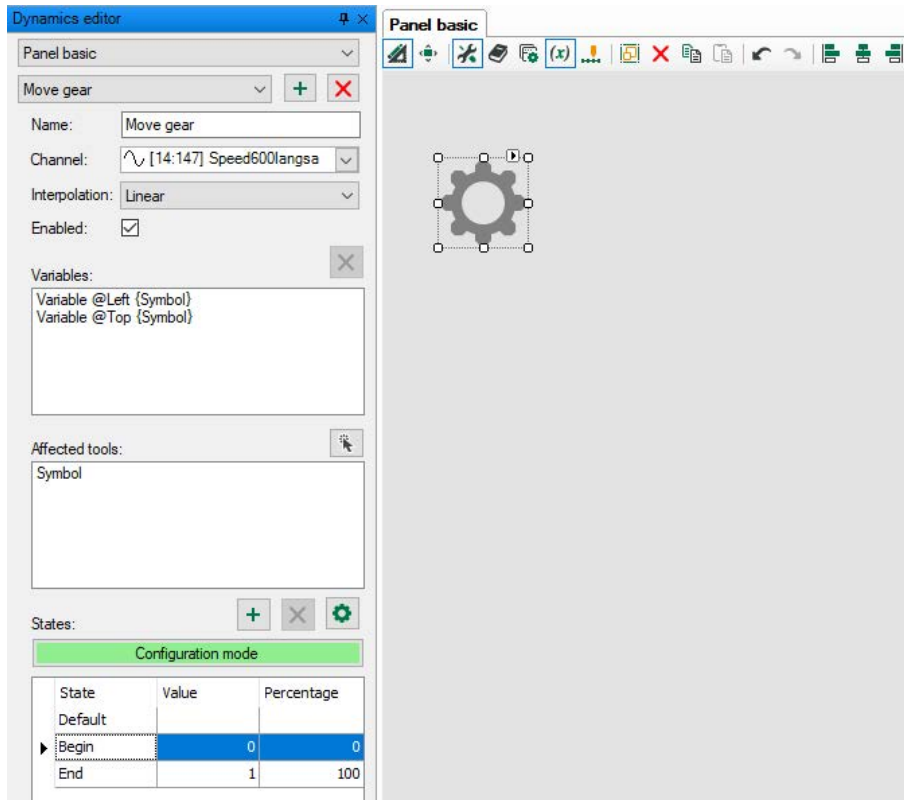 Dynamics editor
Panel basic
Move gear
Name: Move gear
Channel: [14:147] Speed600langsa
Interpolation: Linear
Enabled:
Variables:
Variable @Left {Symbol}
Variable @Top {Symbol}
Affected tools:
Symbol
States:
Configuration mode
State Value Percentage
Default
Begin 0 0
End 1 100
Panel basic
(x)